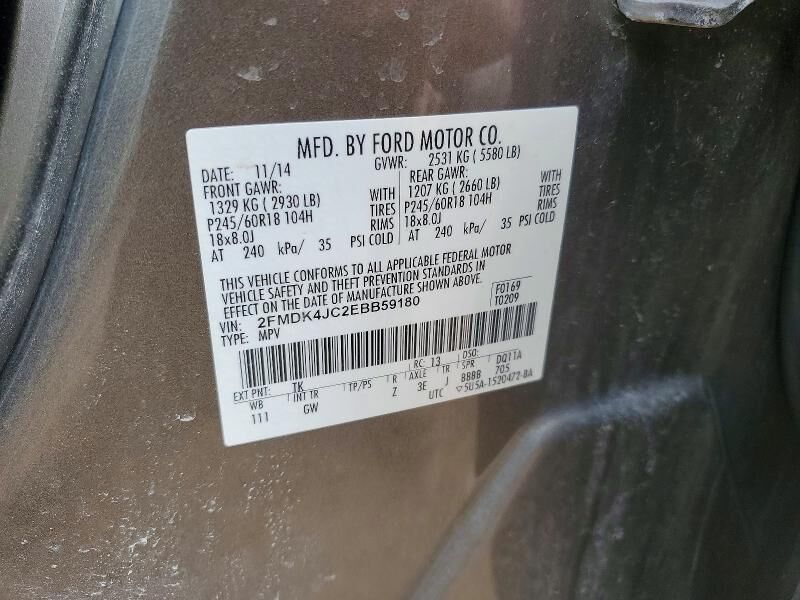 MFD. BY FORD MOTOR CO.
DATE: 11/14
GVWR: 2531 KG ( 5580 LB)
FRONT GAWR:
1329 KG ( 2930 LB) WITH
P245/60R18 104H TIRES
18x8.0J RIMS
AT 240 kPa/ 35 PSI COLD
REAR GAWR:
1207 KG ( 2660 LB) WITH
P245/60R18 104H TIRES
18x8.0J RIMS
AT 240 kPa/ 35 PSI COLD
THIS VEHICLE CONFORMS TO ALL APPLICABLE FEDERAL MOTOR
VEHICLE SAFETY AND THEFT PREVENTION STANDARDS IN
EFFECT ON THE DATE OF MANUFACTURE SHOWN ABOVE.
VIN: 2FMDK4JC2EBB59180
TYPE: MPV
F0169
T0209
EXT PNT: TK RC: 13 DSO:
WB INT TR TP/PS R AXLE TR SPR DQ11A
111 GW Z 3E J BBBB 705
UTC ▽5U5A-1520472-BA